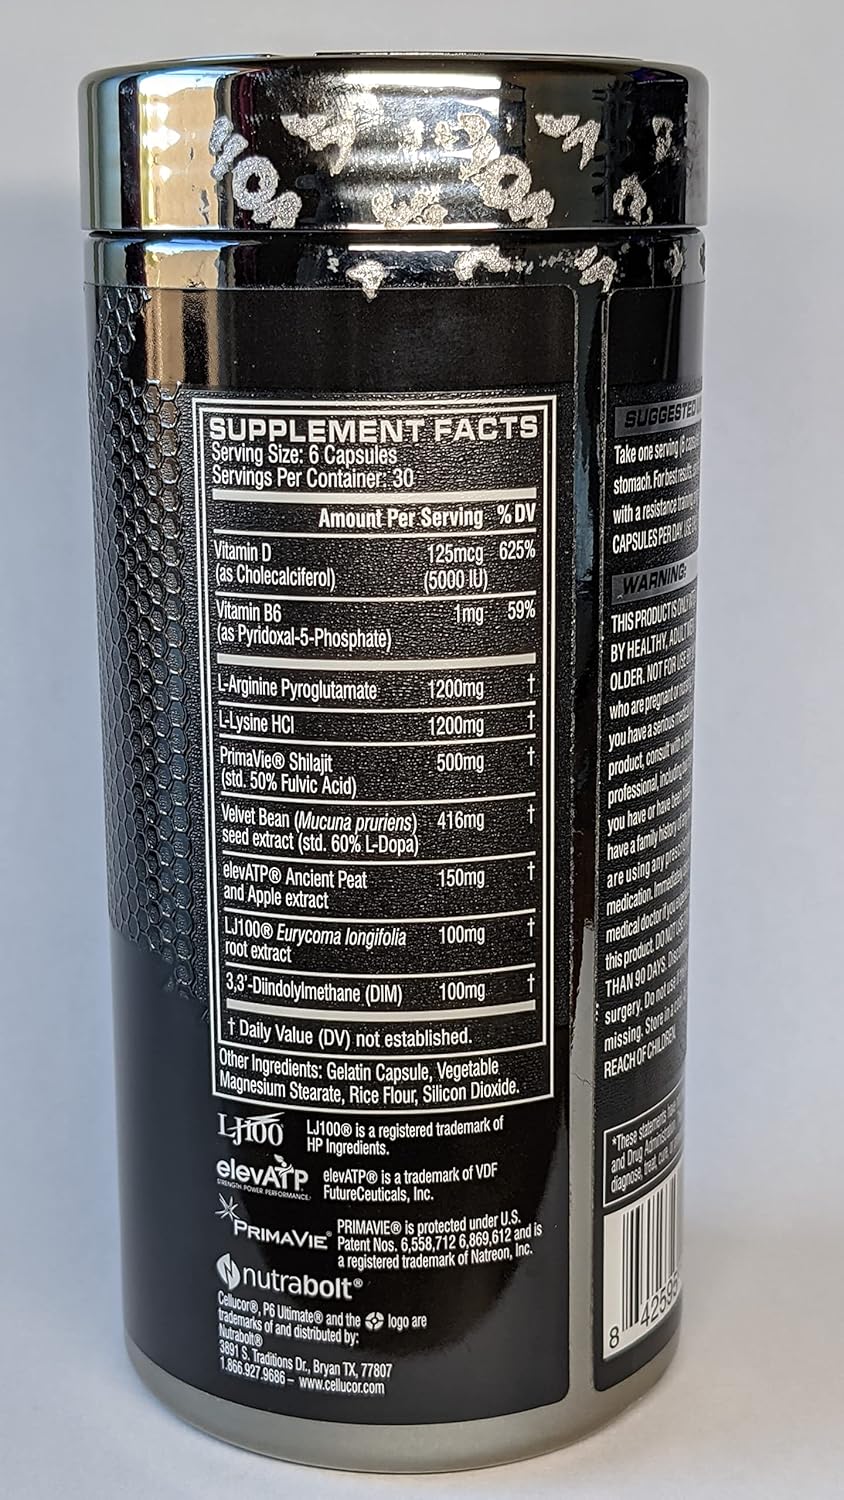 SUPPLEMENT FACTS
Serving Size: 6 Capsules
Servings Per Container: 30
Amount Per Serving %DV
Vitamin D 125mcg 625%
(as Cholecalciferol) (5000 IU)
Vitamin B6 1mg 59%
(as Pyridoxal-5-Phosphate)
L-Arginine Pyroglutamate 1200mg †
L-Lysine HCl 1200mg †
PrimaVie® Shilajit 500mg †
(std. 50% Fulvic Acid)
Velvet Bean (Mucuna pruriens) 416mg †
seed extract (std. 60% L-Dopa)
elevATP® Ancient Peat 150mg †
and Apple extract
LJ100® Eurycoma longifolia 100mg †
root extract
3,3'-Diindolylmethane (DIM) 100mg †
† Daily Value (DV) not established.
Other Ingredients: Gelatin Capsule, Vegetable
Magnesium Stearate, Rice Flour, Silicon Dioxide.
LJ100® LJ100® is a registered trademark of
HP Ingredients.
elevATP elevATP® is a trademark of VDF
STRENGTH. POWER. PERFORMANCE. FutureCeuticals, Inc.
PRIMAVIE® PRIMAVIE® is protected under U.S.
Patent Nos. 6,558,712 6,869,612 and is
a registered trademark of Natreon, Inc.
nutrabolt®
Cellucor®, P6 Ultimate® and the logo are
trademarks of and distributed by:
Nutrabolt®
3891 S. Traditions Dr., Bryan TX, 77807
1.866.927.9686 – www.cellucor.com
SUGGESTED
Take one serving (6
stomach. For best results,
with a resistance training
CAPSULES PER DAY.
WARNING:
THIS PRODUCT IS ONLY
BY HEALTHY, ADULT
OLDER. NOT FOR USE
who are pregnant or
you have a serious
product, consult with a
professional, including
you have or have been
have a family history of
are using any
medication. Immediately
medical doctor if you
this product. DO NOT USE
THAN 90 DAYS.
surgery. Do not use
missing. Store in a
REACH OF CHILDREN.
*These statements have
and Drug Administration.
diagnose, treat, cure, or
8 42595